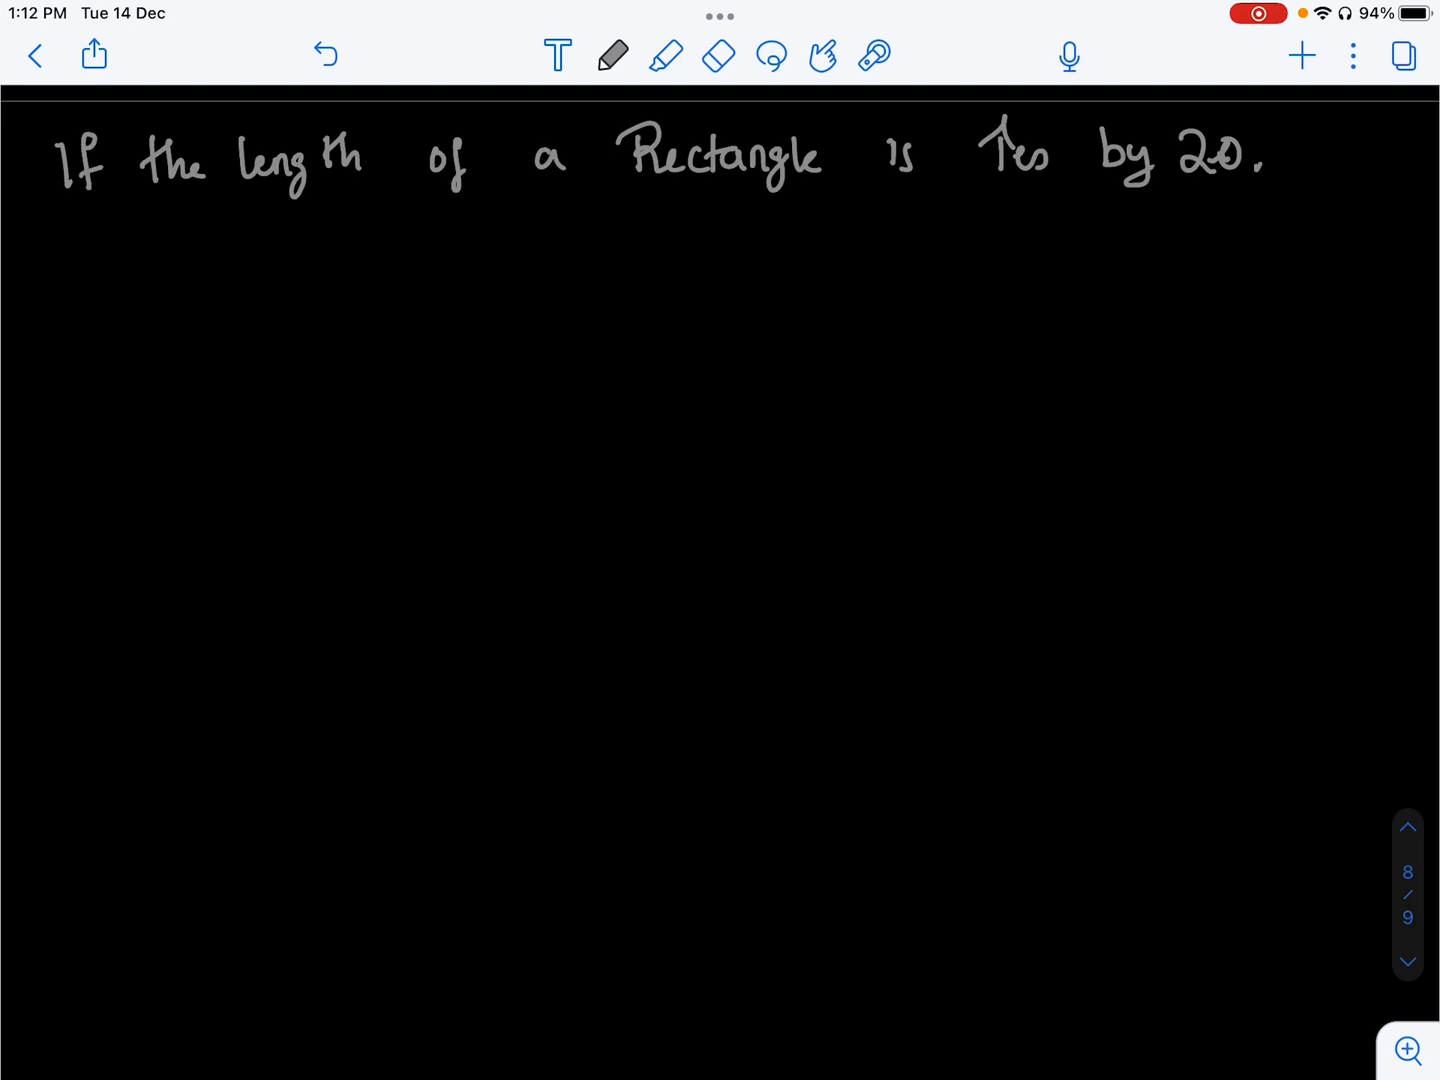 1:12 PM Tue 14 Dec
94%
T
If the length of a Rectangle is ↑es by 20.
8
/
9